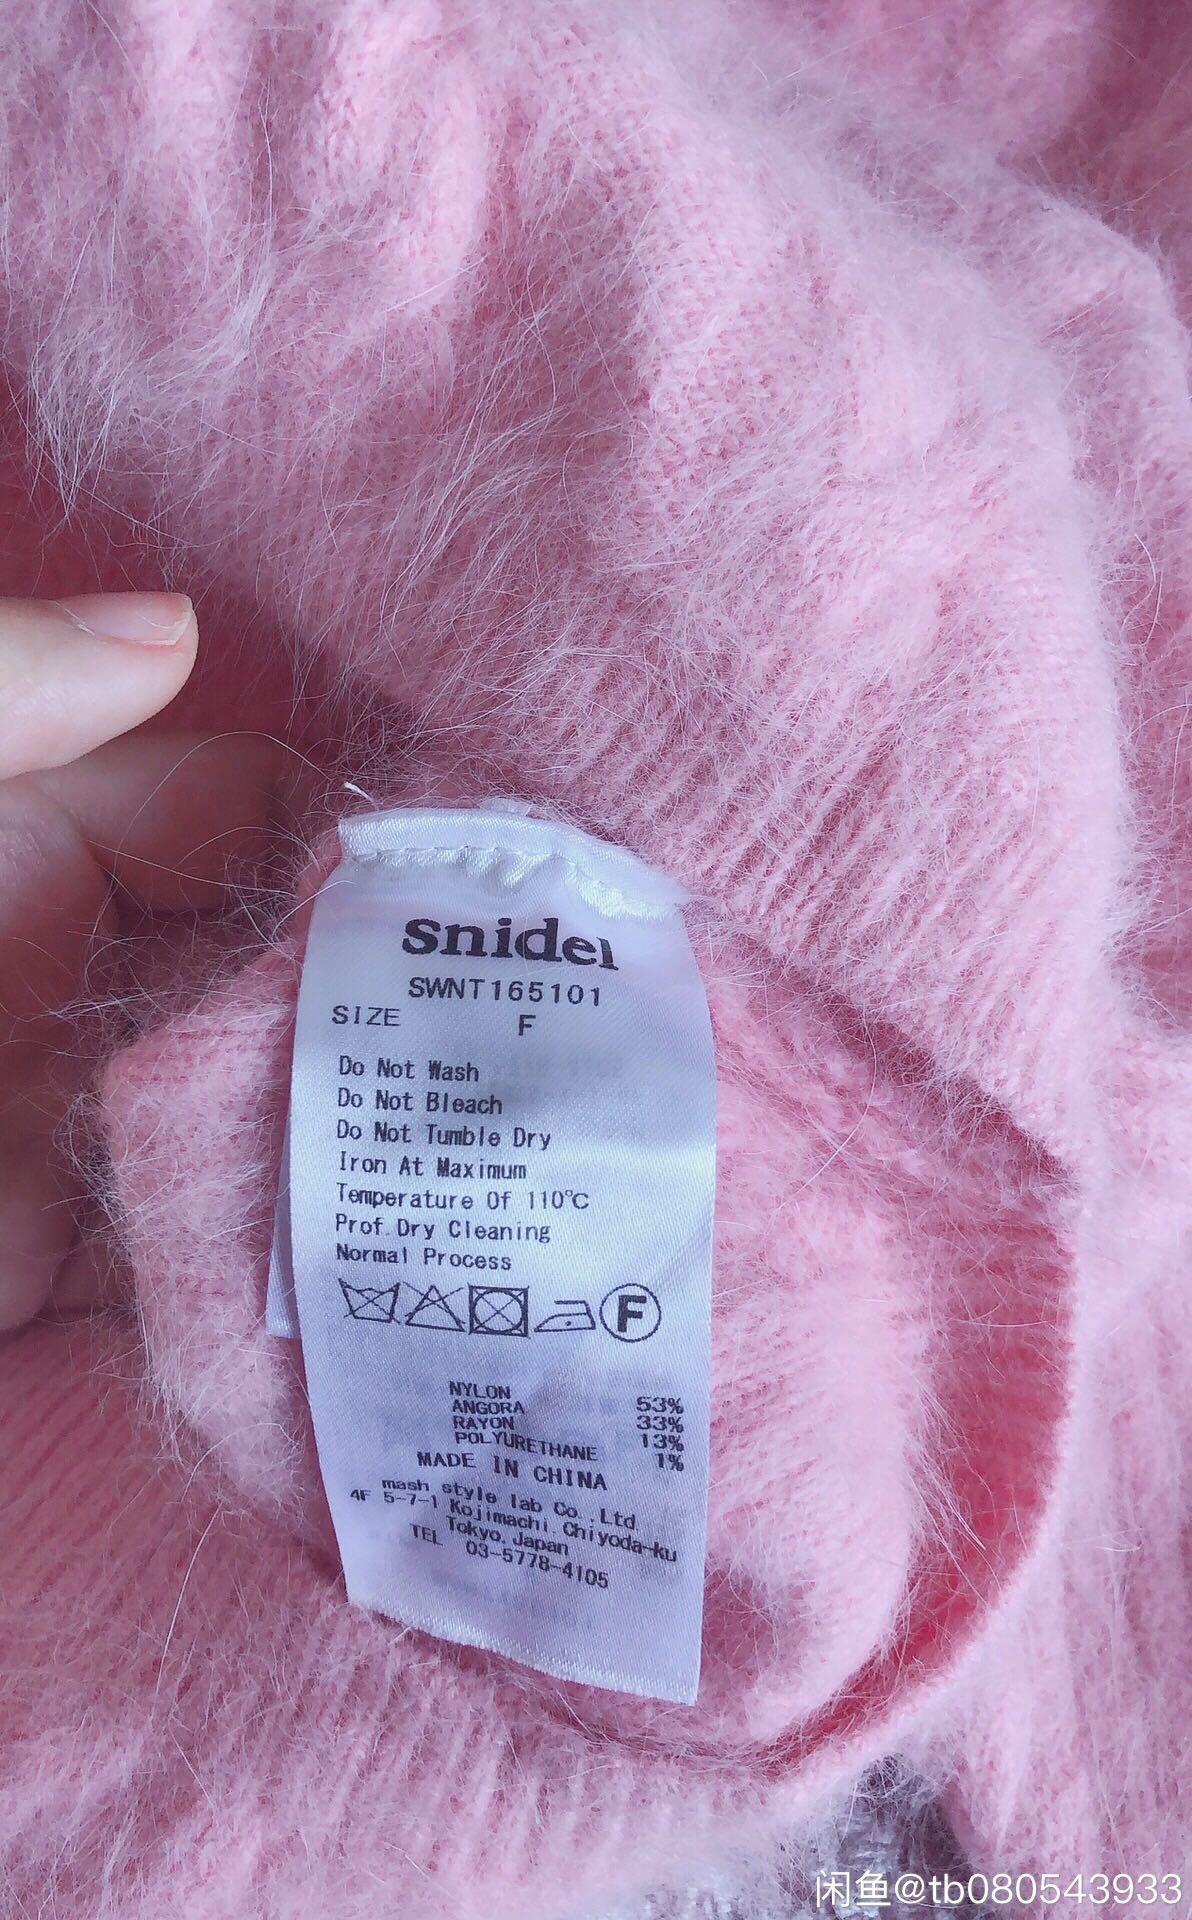 snidel
SWNT165101
SIZE F
Do Not Wash
Do Not Bleach
Do Not Tumble Dry
Iron At Maximum
Temperature Of 110℃
Prof.Dry Cleaning
Normal Process
F
NYLON 53%
ANGORA 33%
RAYON 13%
POLYURETHANE 1%
MADE IN CHINA
mash style lab Co.,Ltd.
4F 5-7-1 Kojimachi Chiyoda-ku
Tokyo.Japan
TEL 03-5778-4105
闲鱼@tb080543933